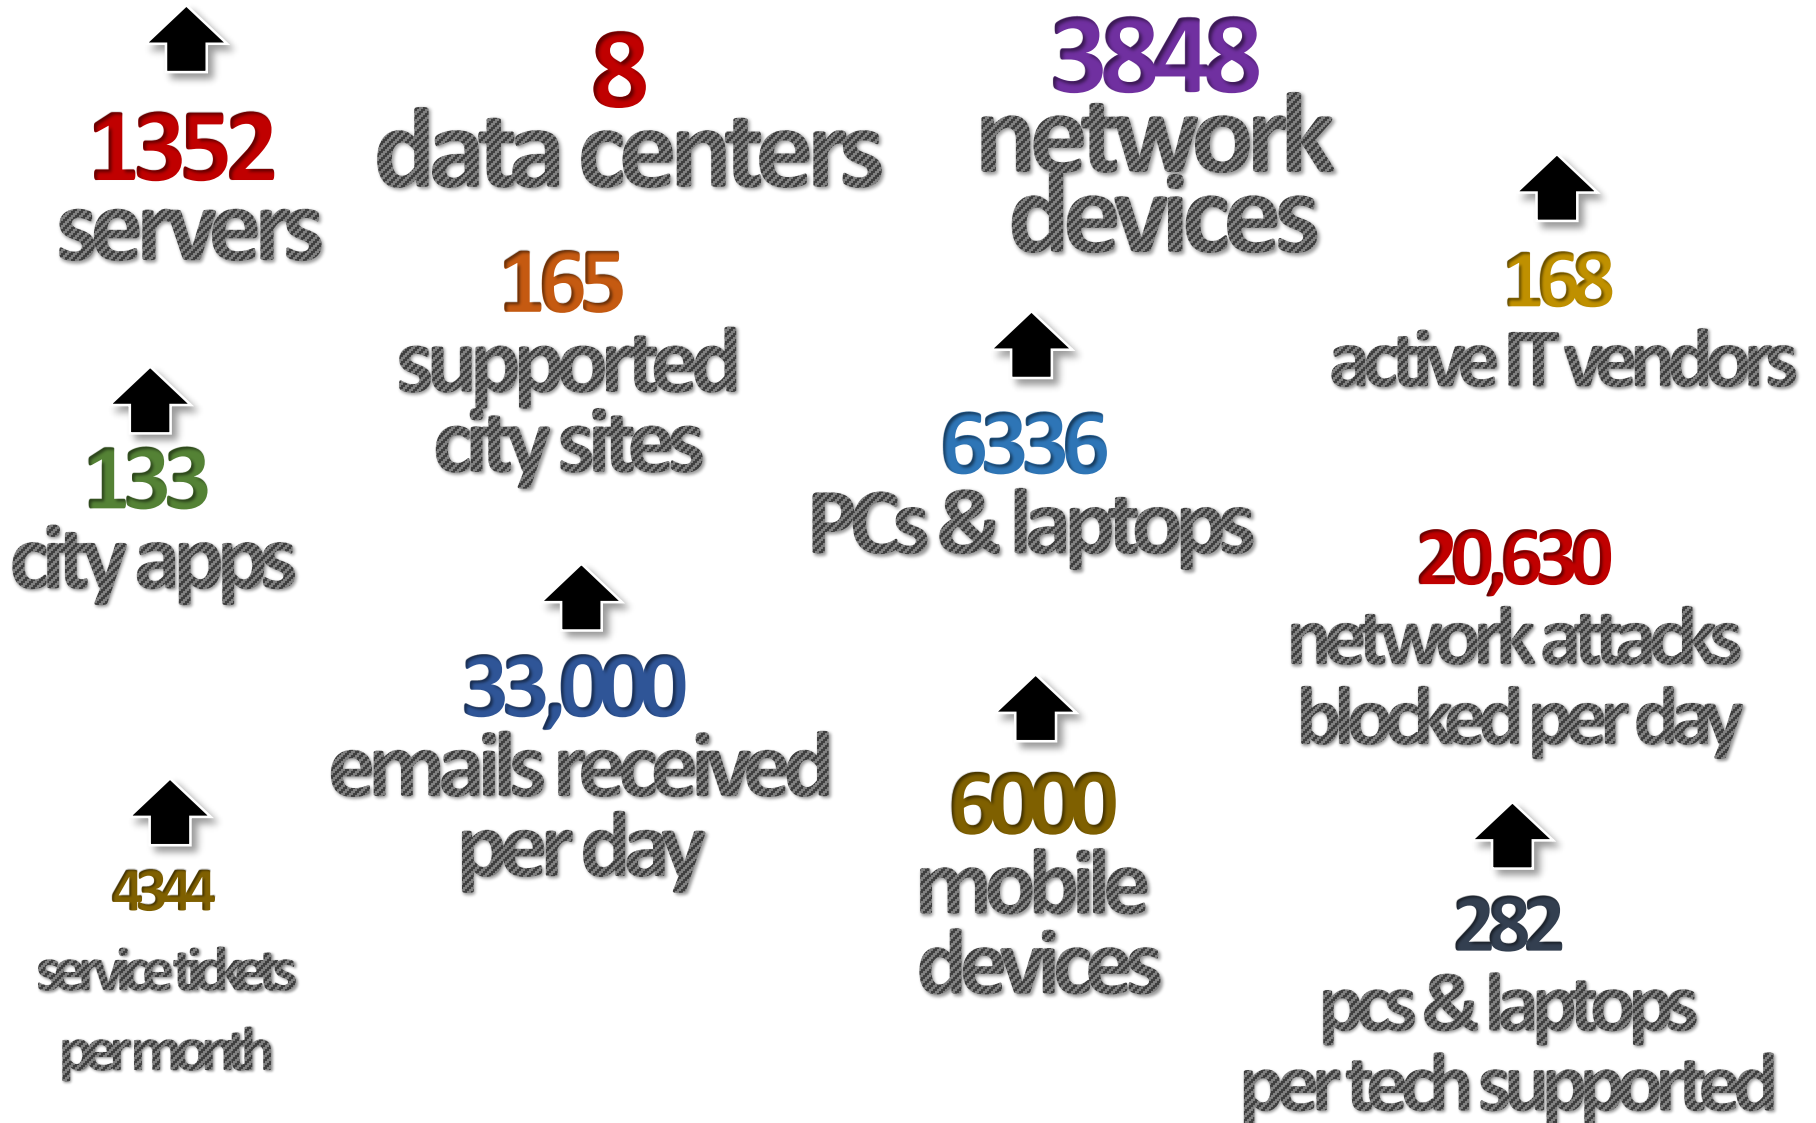 1352
servers
8
data centers
3848
network
devices
165
supported
city sites
168
active IT vendors
133
city apps
6336
PCs & laptops
33,000
emails received
per day
20,630
network attacks
blocked per day
4344
service tickets
per month
6000
mobile
devices
282
pcs & laptops
per tech supported